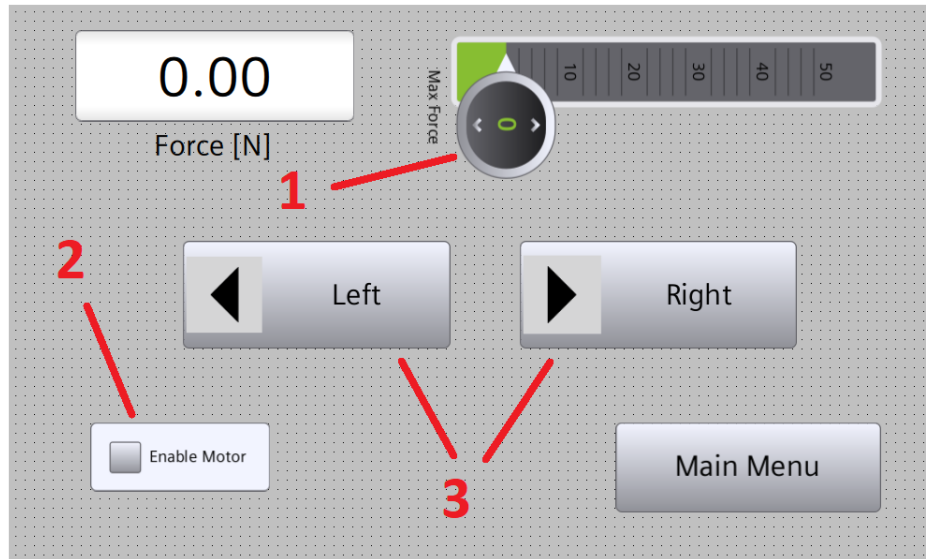 0.00
Force [N]
Max Force
0
10
20
30
40
50
1
2
Left
Right
Enable Motor
3
Main Menu